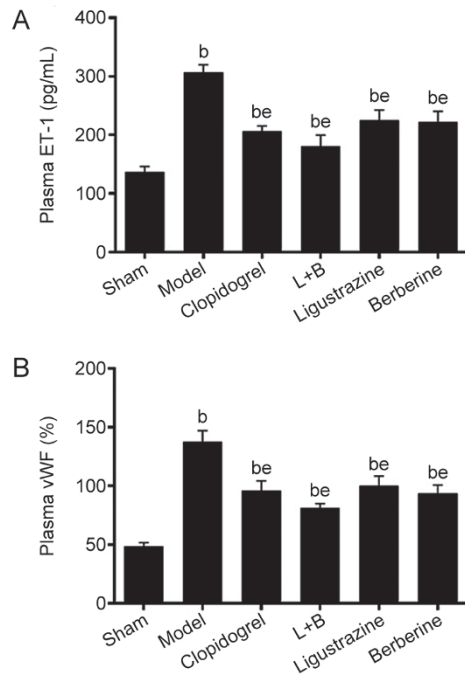 A
Plasma ET-1 (pg/mL)
400
300
200
100
0
b
be
be
be
be
Sham
Model
Clopidogrel
L+B
Ligustrazine
Berberine
B
Plasma vWF (%)
200
150
100
50
0
b
be
be
be
be
Sham
Model
Clopidogrel
L+B
Ligustrazine
Berberine